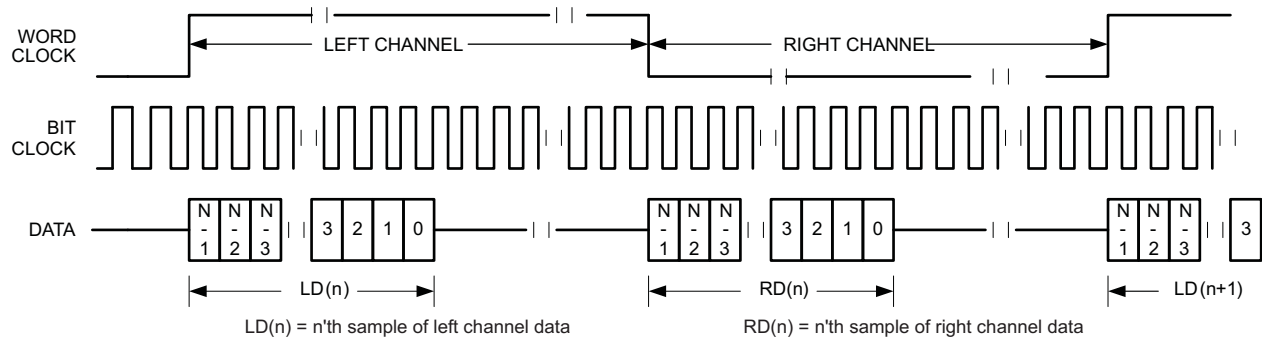 WORD
CLOCK
LEFT CHANNEL
RIGHT CHANNEL
BIT
CLOCK
DATA
N
-
1
N
-
2
N
-
3
3
2
1
0
N
-
1
N
-
2
N
-
3
3
2
1
0
N
-
1
N
-
2
N
-
3
3
LD(n)
RD(n)
LD(n+1)
LD(n) = n'th sample of left channel data
RD(n) = n'th sample of right channel data